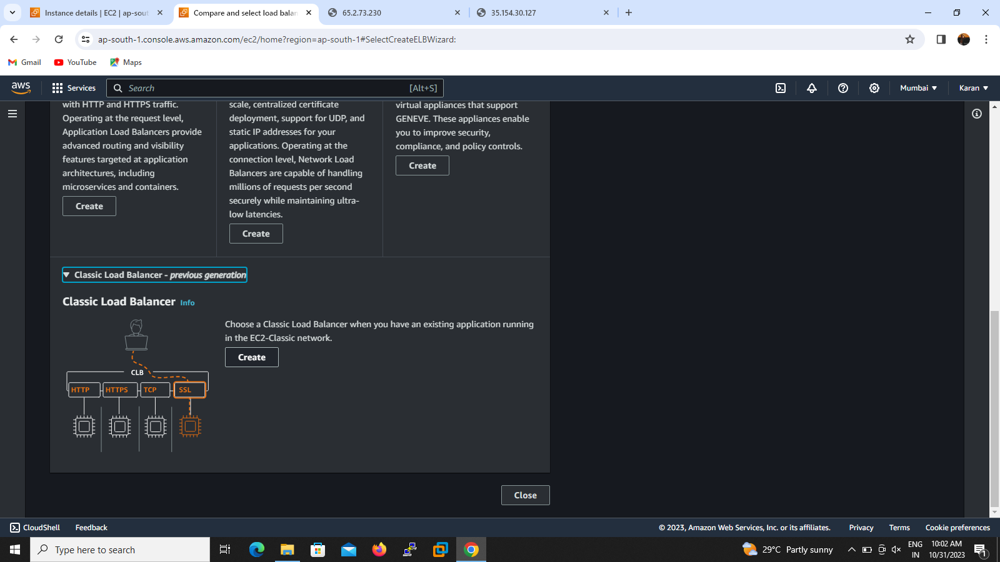 Instance details | EC2 | ap-sout
Compare and select load balan
65.2.73.230
35.154.30.127
ap-south-1.console.aws.amazon.com/ec2/home?region=ap-south-1#SelectCreateELBWizard:
Gmail
YouTube
Maps
aws
Services
Search
[Alt+S]
Mumbai
Karan
with HTTP and HTTPS traffic.
Operating at the request level,
Application Load Balancers provide
advanced routing and visibility
features targeted at application
architectures, including
microservices and containers.
Create
scale, centralized certificate
deployment, support for UDP, and
static IP addresses for your
applications. Operating at the
connection level, Network Load
Balancers are capable of handling
millions of requests per second
securely while maintaining ultra-
low latencies.
Create
virtual appliances that support
GENEVE. These appliances enable
you to improve security,
compliance, and policy controls.
Create
Classic Load Balancer - previous generation
Classic Load Balancer Info
CLB
HTTP
HTTPS
TCP
SSL
Choose a Classic Load Balancer when you have an existing application running
in the EC2-Classic network.
Create
Close
CloudShell
Feedback
© 2023, Amazon Web Services, Inc. or its affiliates.
Privacy
Terms
Cookie preferences
Type here to search
29°C Partly sunny
ENG
IN
10:02 AM
10/31/2023
1